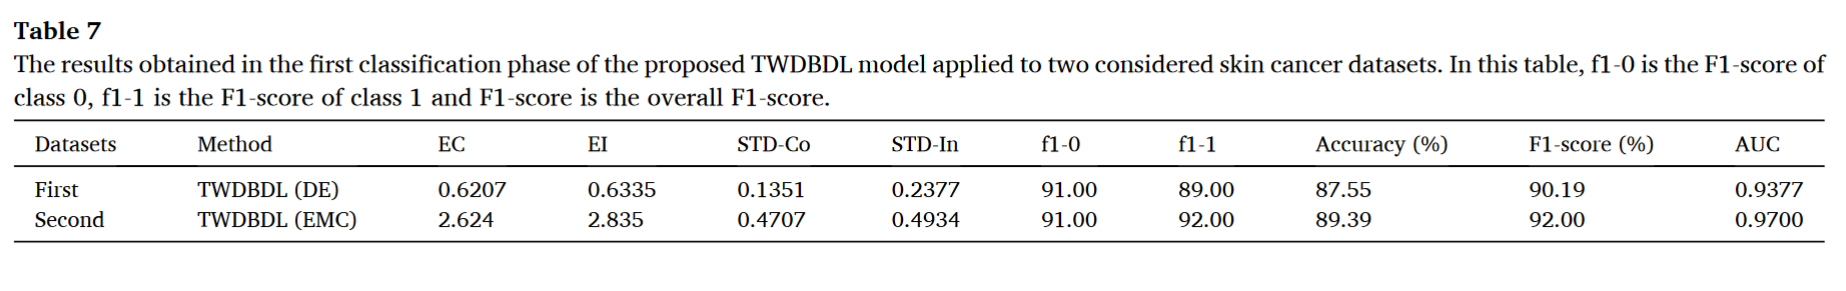 Table 7
The results obtained in the first classification phase of the proposed TWDBDL model applied to two considered skin cancer datasets. In this table, f1-0 is the F1-score of
class 0, f1-1 is the F1-score of class 1 and F1-score is the overall F1-score.
Datasets Method EC EI STD-Co STD-In f1-0 f1-1 Accuracy (%) F1-score (%) AUC
First TWDBDL (DE) 0.6207 0.6335 0.1351 0.2377 91.00 89.00 87.55 90.19 0.9377
Second TWDBDL (EMC) 2.624 2.835 0.4707 0.4934 91.00 92.00 89.39 92.00 0.9700